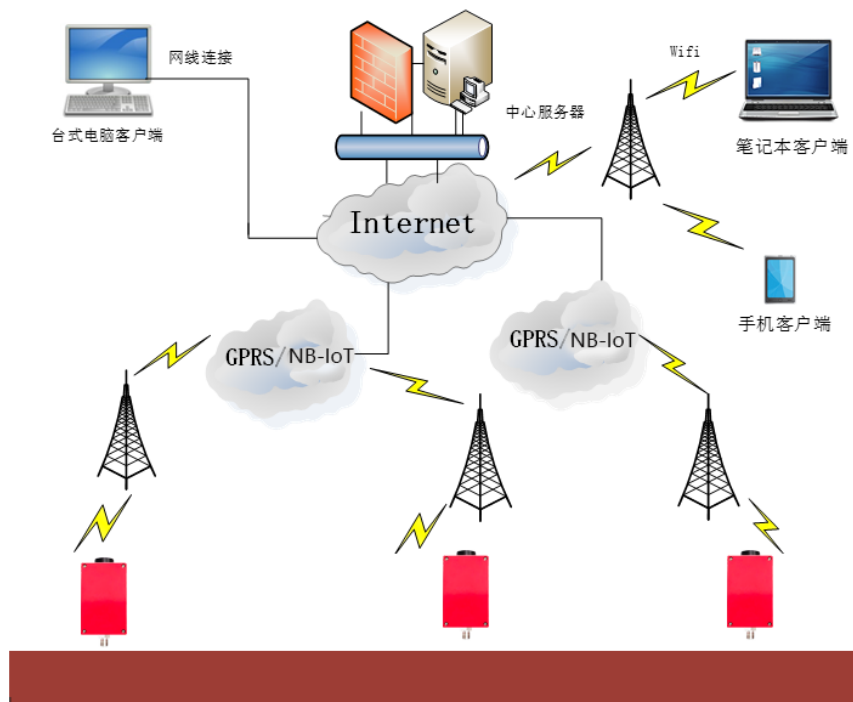 网线连接
Wifi
台式电脑客户端
中心服务器
笔记本客户端
Internet
手机客户端
GPRS/NB-IoT
GPRS/NB-IoT